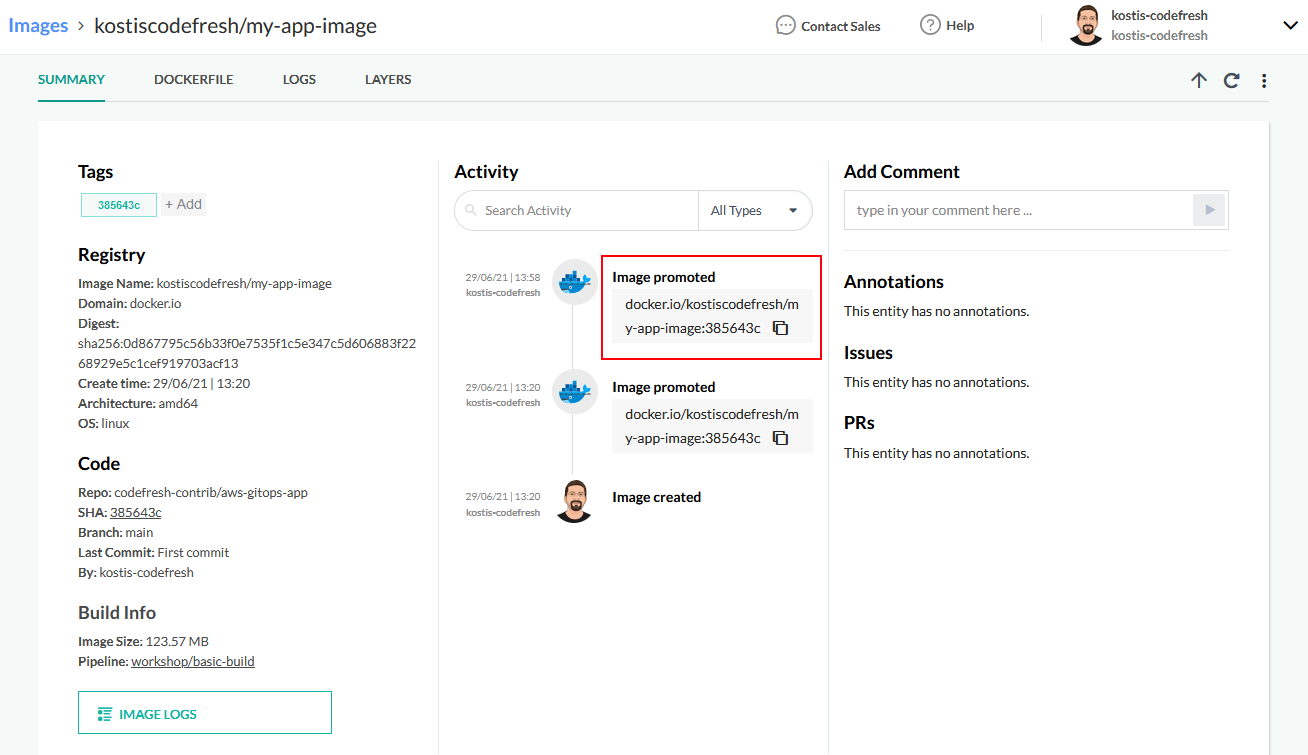 Images > kostiscodefresh/my-app-image
Contact Sales
Help
kostis-codefresh
kostis-codefresh
SUMMARY
DOCKERFILE
LOGS
LAYERS
Tags
385643c
+ Add
Registry
Image Name: kostiscodefresh/my-app-image
Domain: docker.io
Digest:
sha256:0d867795c56b33f0e7535f1c5e347c5d606883f22
68929e5c1cef919703acf13
Create time: 29/06/21 | 13:20
Architecture: amd64
OS: linux
Code
Repo: codefresh-contrib/aws-gitops-app
SHA: 385643c
Branch: main
Last Commit: First commit
By: kostis-codefresh
Build Info
Image Size: 123.57 MB
Pipeline: workshop/basic-build
IMAGE LOGS
Activity
Search Activity
All Types
29/06/21 | 13:58
kostis-codefresh
Image promoted
docker.io/kostiscodefresh/m
y-app-image:385643c
29/06/21 | 13:20
kostis-codefresh
Image promoted
docker.io/kostiscodefresh/m
y-app-image:385643c
29/06/21 | 13:20
kostis-codefresh
Image created
Add Comment
type in your comment here ...
Annotations
This entity has no annotations.
Issues
This entity has no annotations.
PRs
This entity has no annotations.